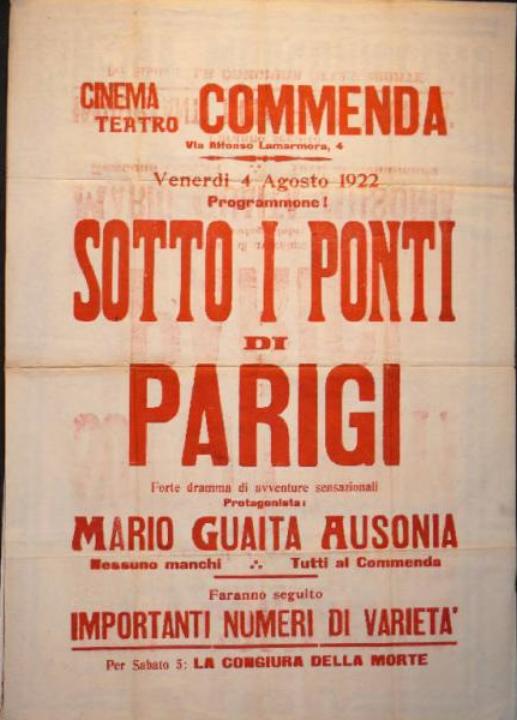 CINEMA
TEATRO COMMENDA
Via Alfonso Lamarmora, 4
Venerdì 4 Agosto 1922
Programmone!
SOTTO I PONTI
DI
PARIGI
Forte dramma di avventure sensazionali
Protagonista:
MARIO GUAITA AUSONIA
Nessuno manchi ∴ Tutti al Commenda
Faranno seguito
IMPORTANTI NUMERI DI VARIETA'
Per Sabato 5: LA CONGIURA DELLA MORTE